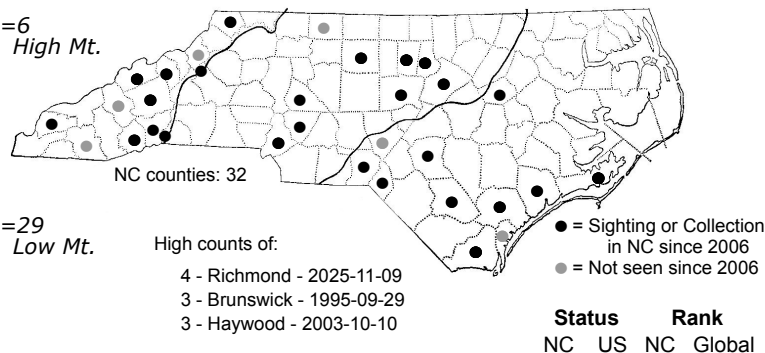 =6
High Mt.
NC counties: 32
=29
Low Mt.
High counts of:
4 - Richmond - 2025-11-09
3 - Brunswick - 1995-09-29
3 - Haywood - 2003-10-10
● = Sighting or Collection
in NC since 2006
● = Not seen since 2006
Status Rank
NC US NC Global